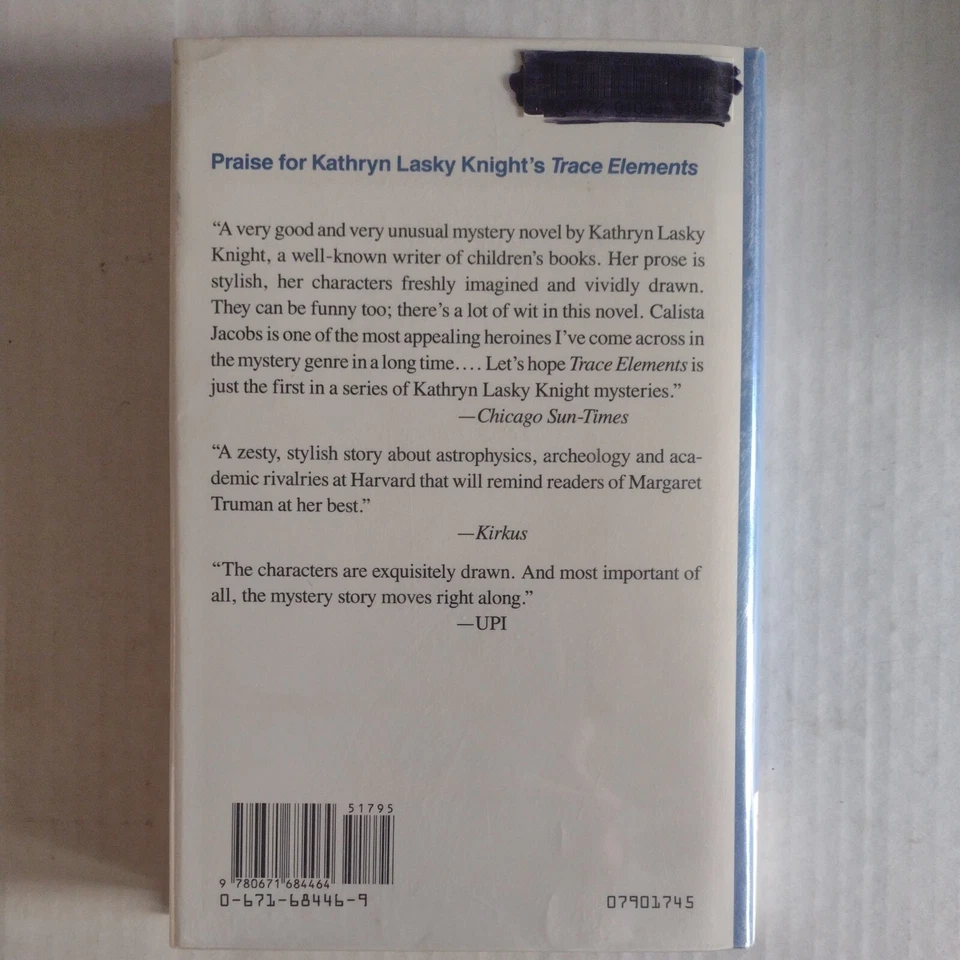 Praise for Kathryn Lasky Knight's Trace Elements
“A very good and very unusual mystery novel by Kathryn Lasky
Knight, a well-known writer of children's books. Her prose is
stylish, her characters freshly imagined and vividly drawn.
They can be funny too; there's a lot of wit in this novel. Calista
Jacobs is one of the most appealing heroines I've come across in
the mystery genre in a long time.... Let's hope Trace Elements is
just the first in a series of Kathryn Lasky Knight mysteries.”
—Chicago Sun-Times
“A zesty, stylish story about astrophysics, archeology and aca-
demic rivalries at Harvard that will remind readers of Margaret
Truman at her best.”
—Kirkus
“The characters are exquisitely drawn. And most important of
all, the mystery story moves right along.”
—UPI
51795
9 780671 684464
0-671-68446-9
07901745